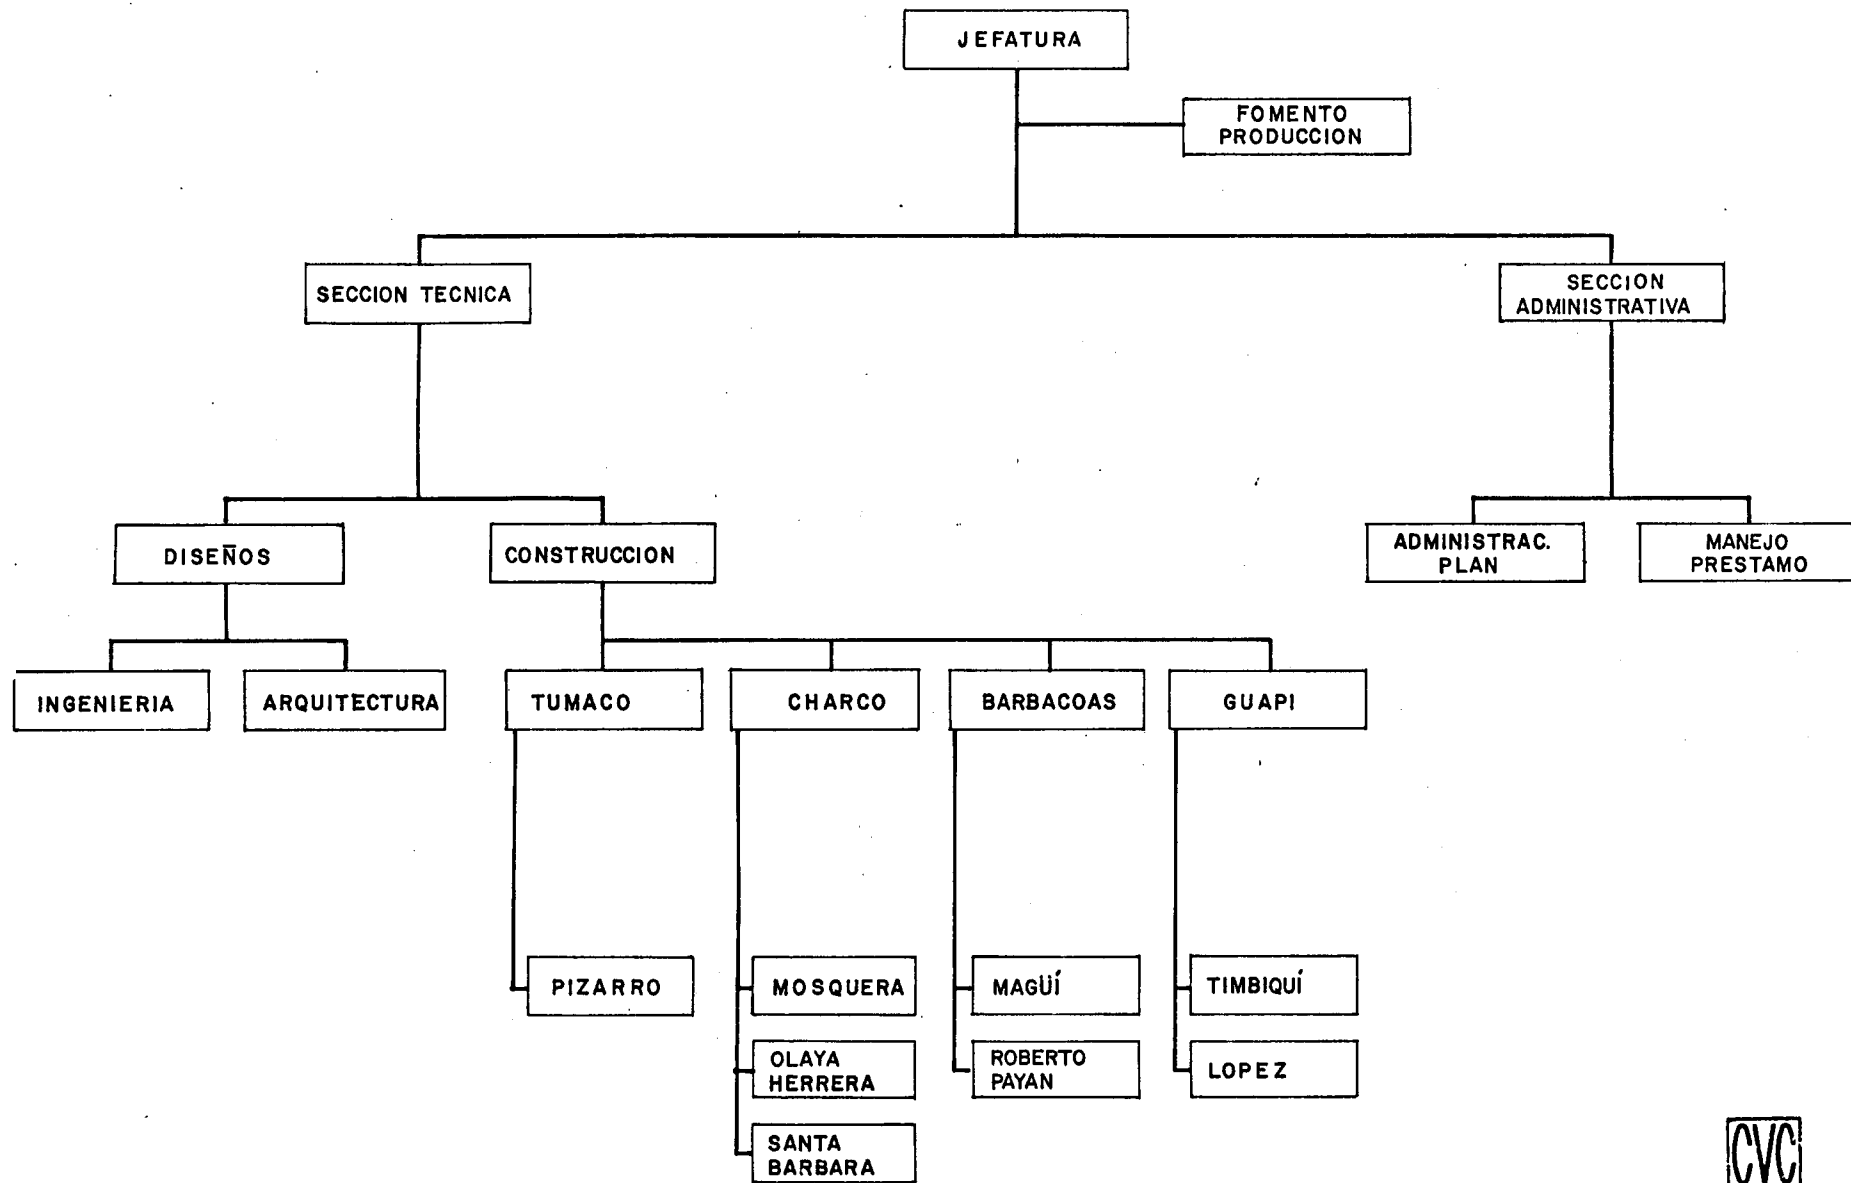 JEFATURA
FOMENTO
PRODUCCION
SECCION TECNICA
SECCION
ADMINISTRATIVA
DISEÑOS
CONSTRUCCION
ADMINISTRAC.
PLAN
MANEJO
PRESTAMO
INGENIERIA
ARQUITECTURA
TUMACO
CHARCO
BARBACOAS
GUAPI
PIZARRO
MOSQUERA
MAGÜÍ
TIMBIQUÍ
OLAYA
HERRERA
ROBERTO
PAYAN
LOPEZ
SANTA
BARBARA
CVC